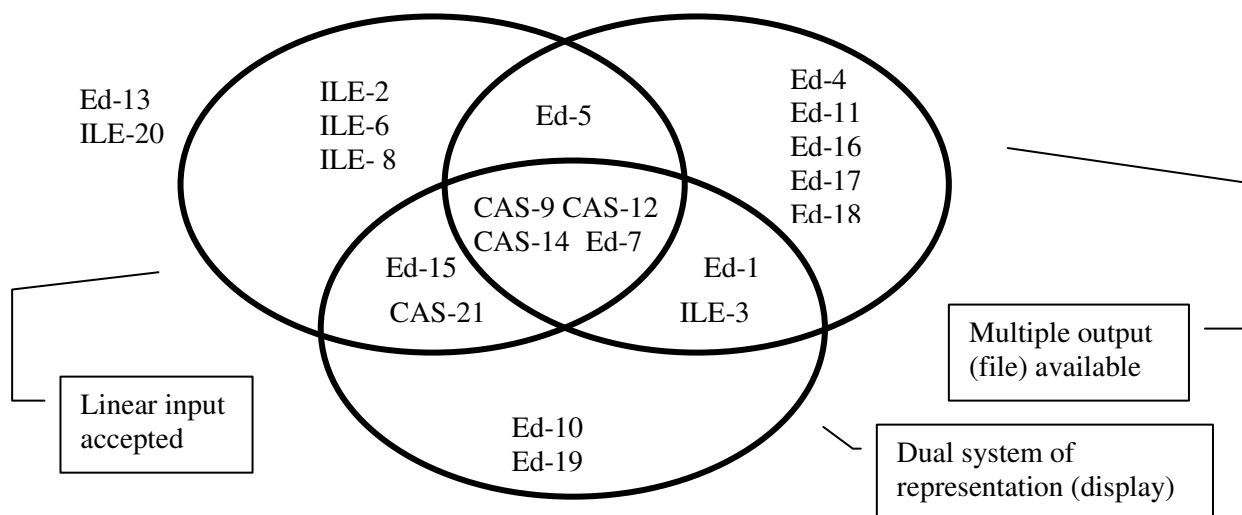 Ed-13
ILE-20
ILE-2
ILE-6
ILE- 8
Ed-5
Ed-4
Ed-11
Ed-16
Ed-17
Ed-18
CAS-9 CAS-12
CAS-14 Ed-7
Ed-15
CAS-21
Ed-1
ILE-3
Ed-10
Ed-19
Linear input
accepted
Multiple output
(file) available
Dual system of
representation (display)